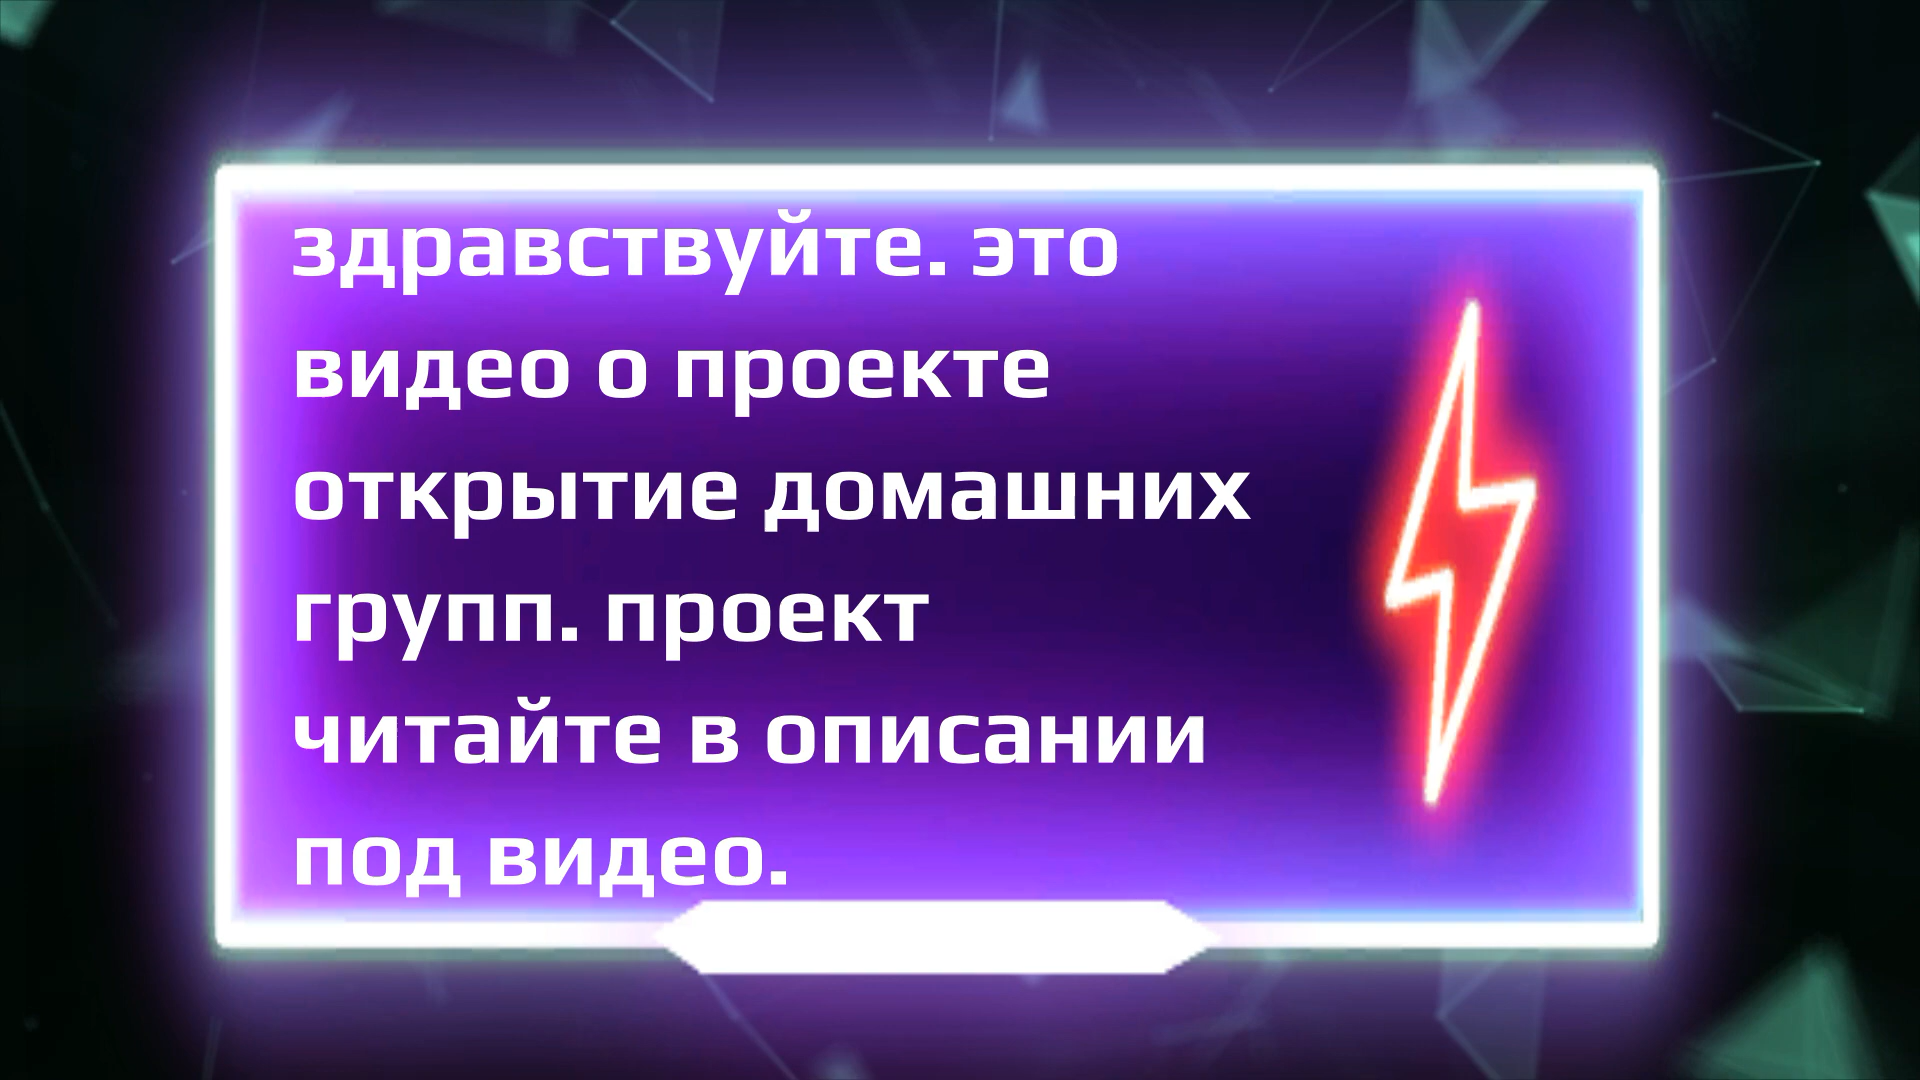 здравствуйте. это
видео о проекте
открытие домашних
групп. проект
читайте в описании
под видео.